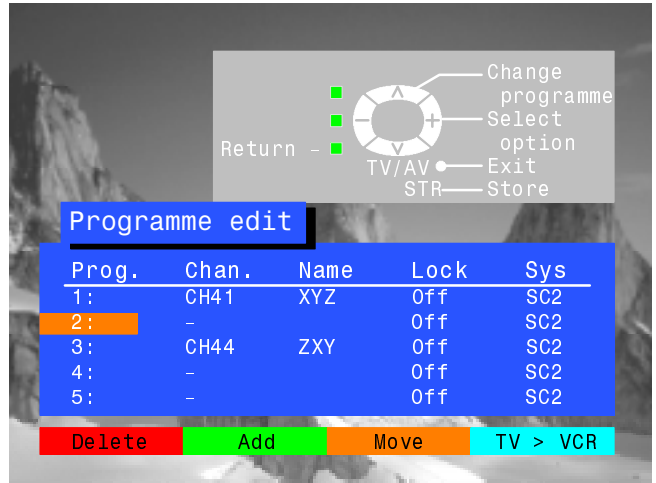 Change
programme
Select
option
Return –
TV/AV Exit
STR Store
Programme edit
Prog. Chan. Name Lock Sys
1: CH41 XYZ Off SC2
2: – Off SC2
3: CH44 ZXY Off SC2
4: – Off SC2
5: – Off SC2
Delete Add Move TV > VCR